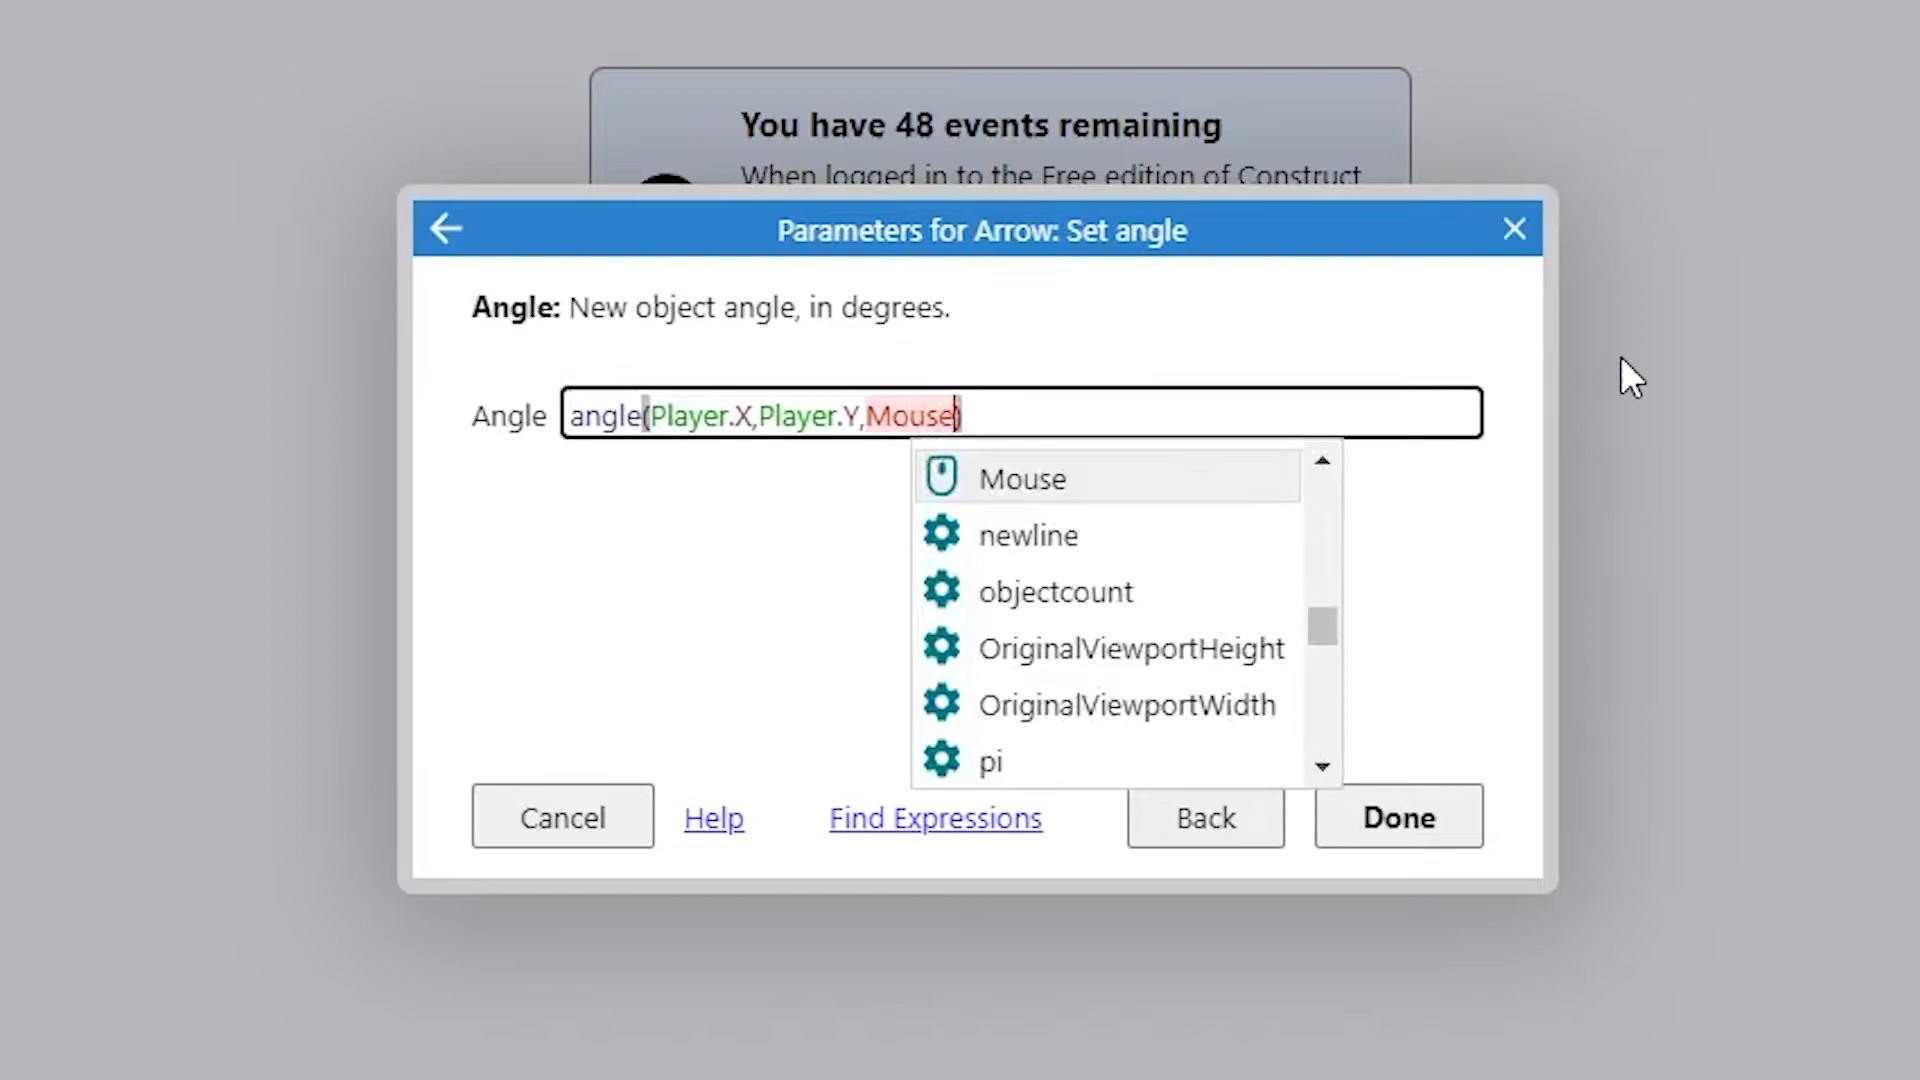 You have 48 events remaining
When logged in to the Free edition of Construct
Parameters for Arrow: Set angle
Angle: New object angle, in degrees.
Angle angle(Player.X,Player.Y,Mouse)
Mouse
newline
objectcount
OriginalViewportHeight
OriginalViewportWidth
pi
Cancel Help Find Expressions Back Done